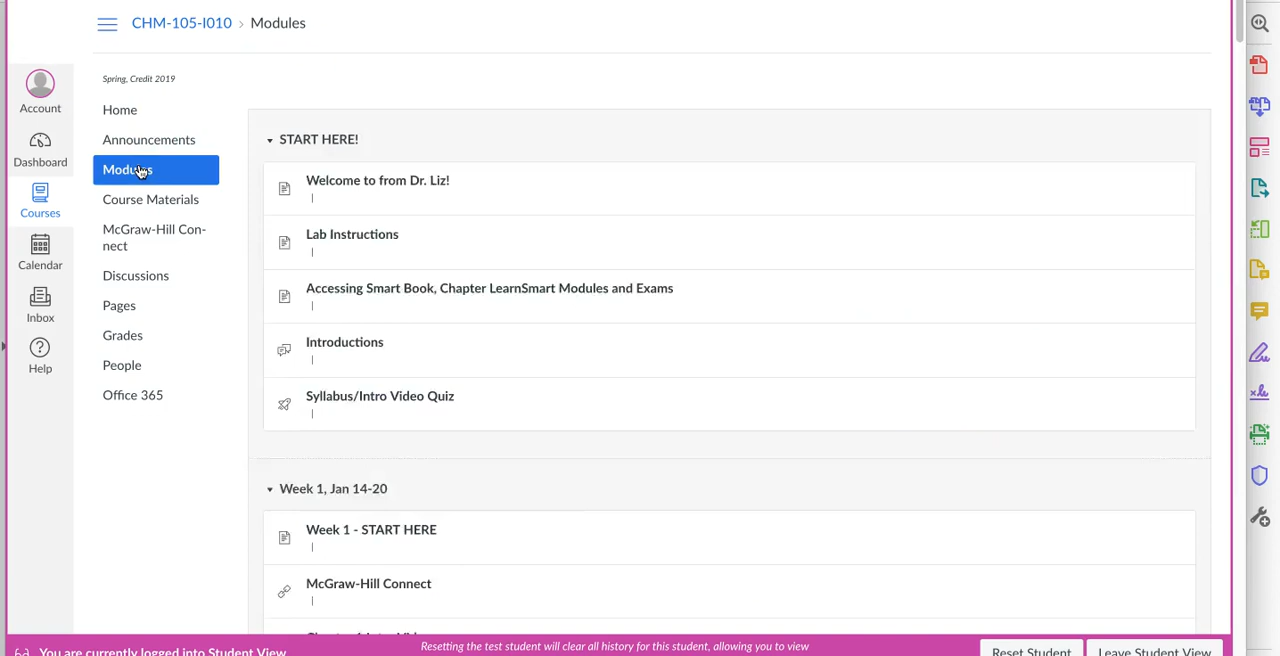 CHM-105-I010 > Modules
Spring, Credit 2019
Account
Dashboard
Courses
Calendar
Inbox
Help
Home
Announcements
Modules
Course Materials
McGraw-Hill Con-
nect
Discussions
Pages
Grades
People
Office 365
START HERE!
Welcome to from Dr. Liz!
|
Lab Instructions
|
Accessing Smart Book, Chapter LearnSmart Modules and Exams
|
Introductions
|
Syllabus/Intro Video Quiz
|
Week 1, Jan 14-20
Week 1 - START HERE
|
McGraw-Hill Connect
|
You are currently logged into Student View
Resetting the test student will clear all history for this student, allowing you to view
Reset Student
Leave Student View